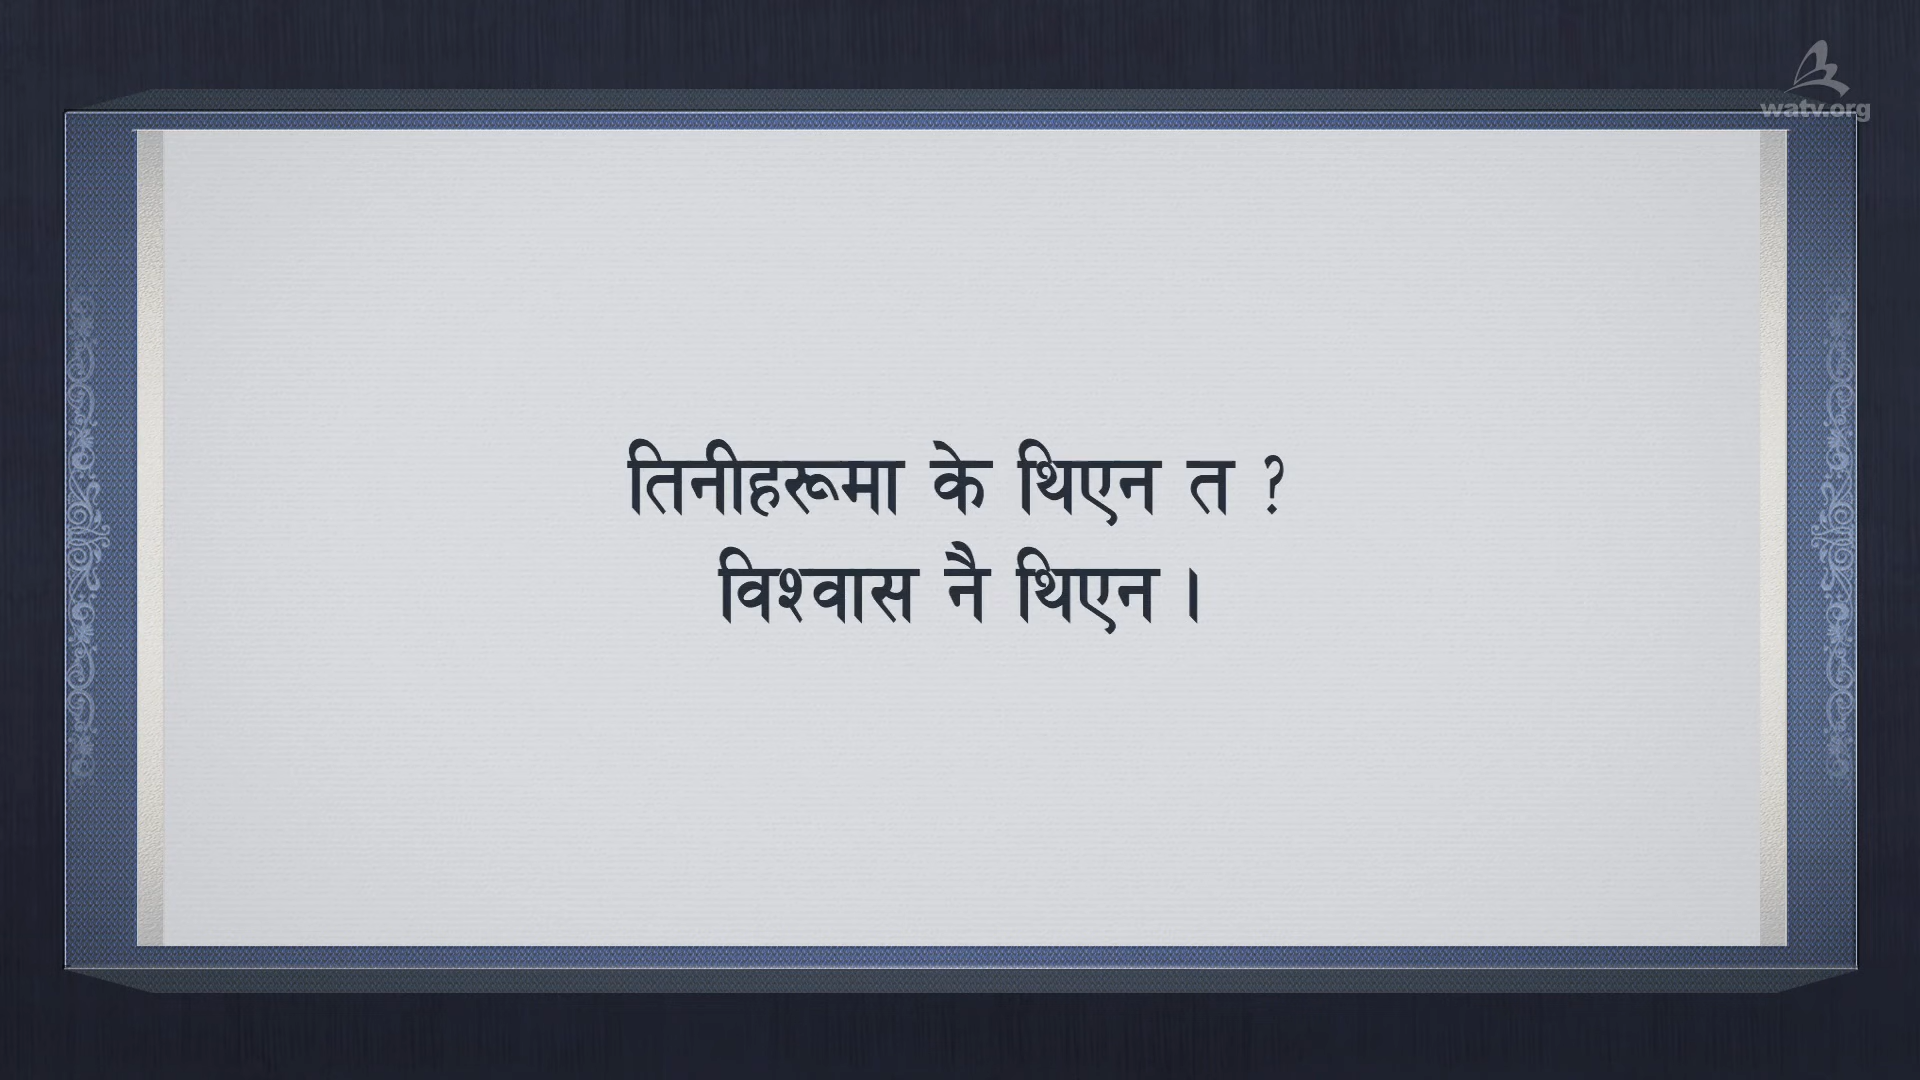 watv.org
तिनीहरूमा के थिएन त ?
विश्वास नै थिएन ।